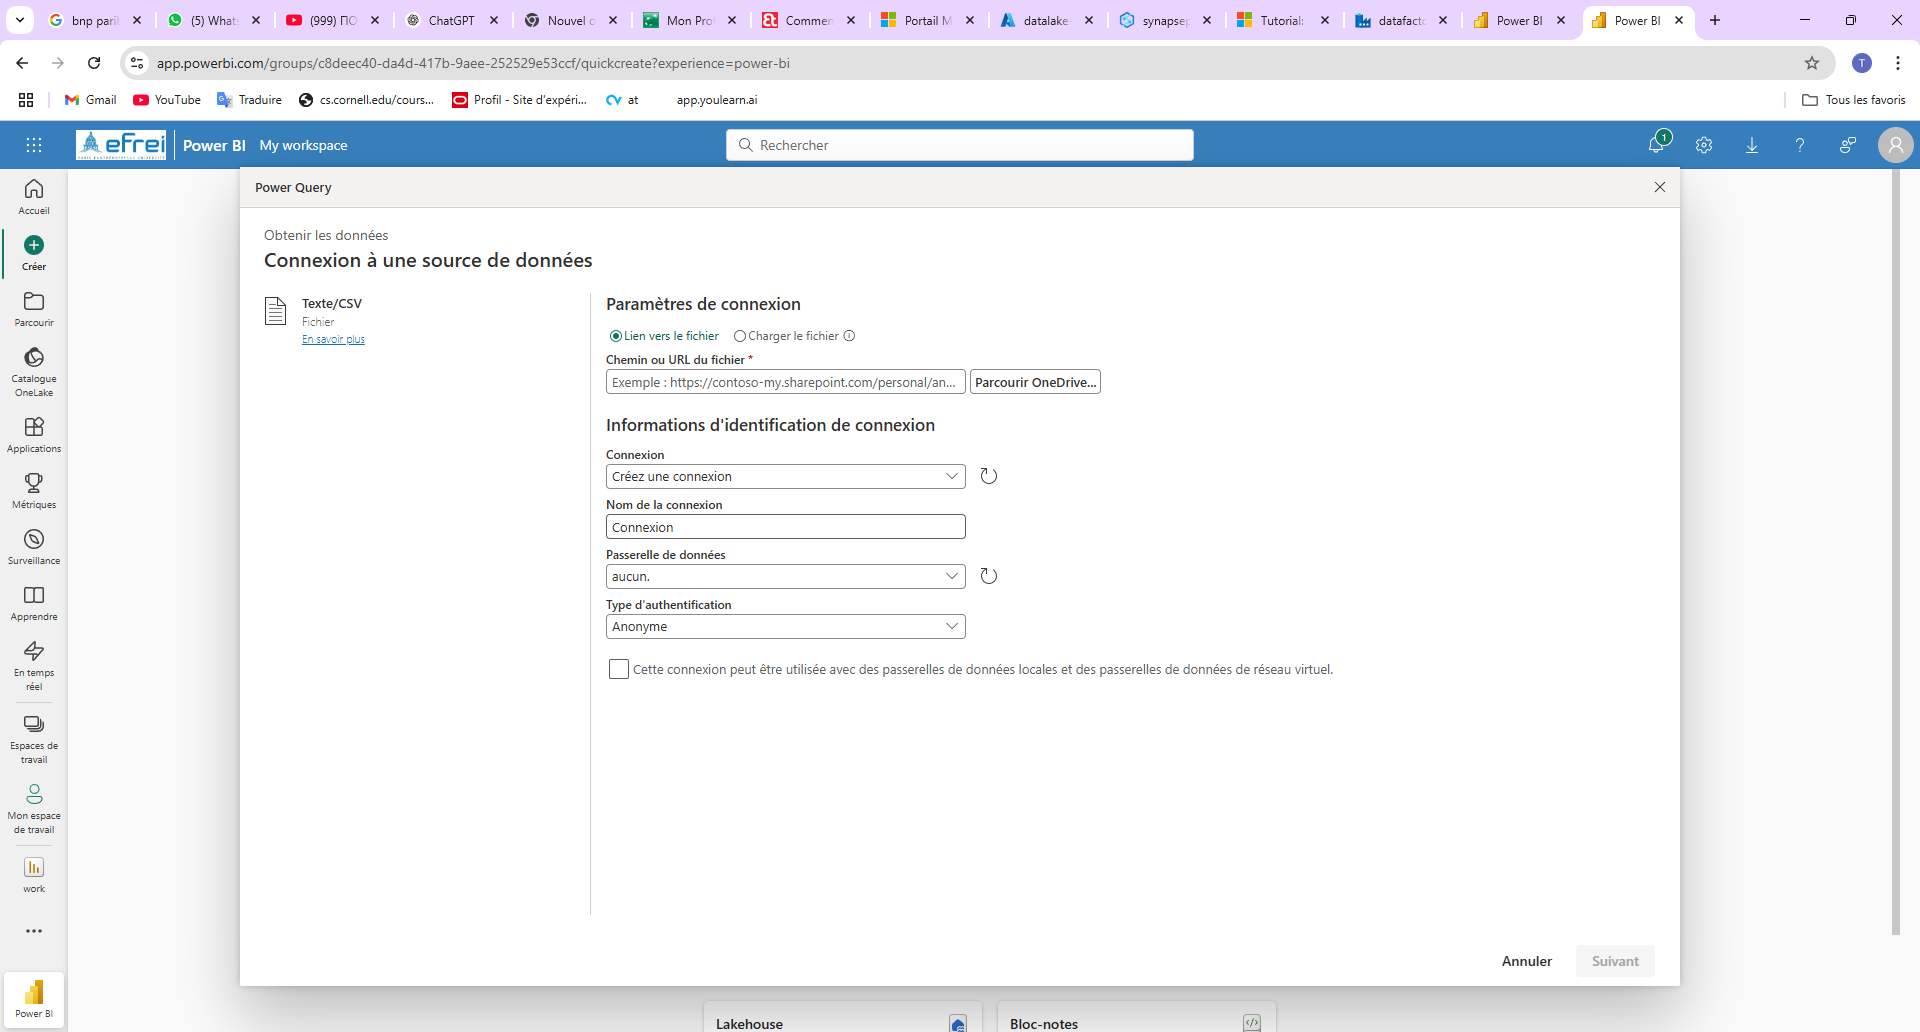 bnp pari
(5) Whats
(999) ПО
ChatGPT
Nouvel o
Mon Pro
Commen
Portail M
datalake-
synapsep
Tutorial:
datafacto
Power BI
Power BI
app.powerbi.com/groups/c8deec40-da4d-417b-9aee-252529e53ccf/quickcreate?experience=power-bi
T
Gmail
YouTube
Traduire
cs.cornell.edu/cours...
Profil - Site d'expéri...
at
app.youlearn.ai
Tous les favoris
efrei
Power BI
My workspace
Rechercher
1
Accueil
Créer
Parcourir
Catalogue
OneLake
Applications
Métriques
Surveillance
Apprendre
En temps
réel
Espaces de
travail
Mon espace
de travail
work
Power BI
Power Query
Obtenir les données
Connexion à une source de données
Texte/CSV
Fichier
En savoir plus
Paramètres de connexion
Lien vers le fichier
Charger le fichier
Chemin ou URL du fichier *
Exemple : https://contoso-my.sharepoint.com/personal/an...
Parcourir OneDrive...
Informations d'identification de connexion
Connexion
Créez une connexion
Nom de la connexion
Connexion
Passerelle de données
aucun.
Type d'authentification
Anonyme
Cette connexion peut être utilisée avec des passerelles de données locales et des passerelles de données de réseau virtuel.
Annuler
Suivant
Lakehouse
Bloc-notes